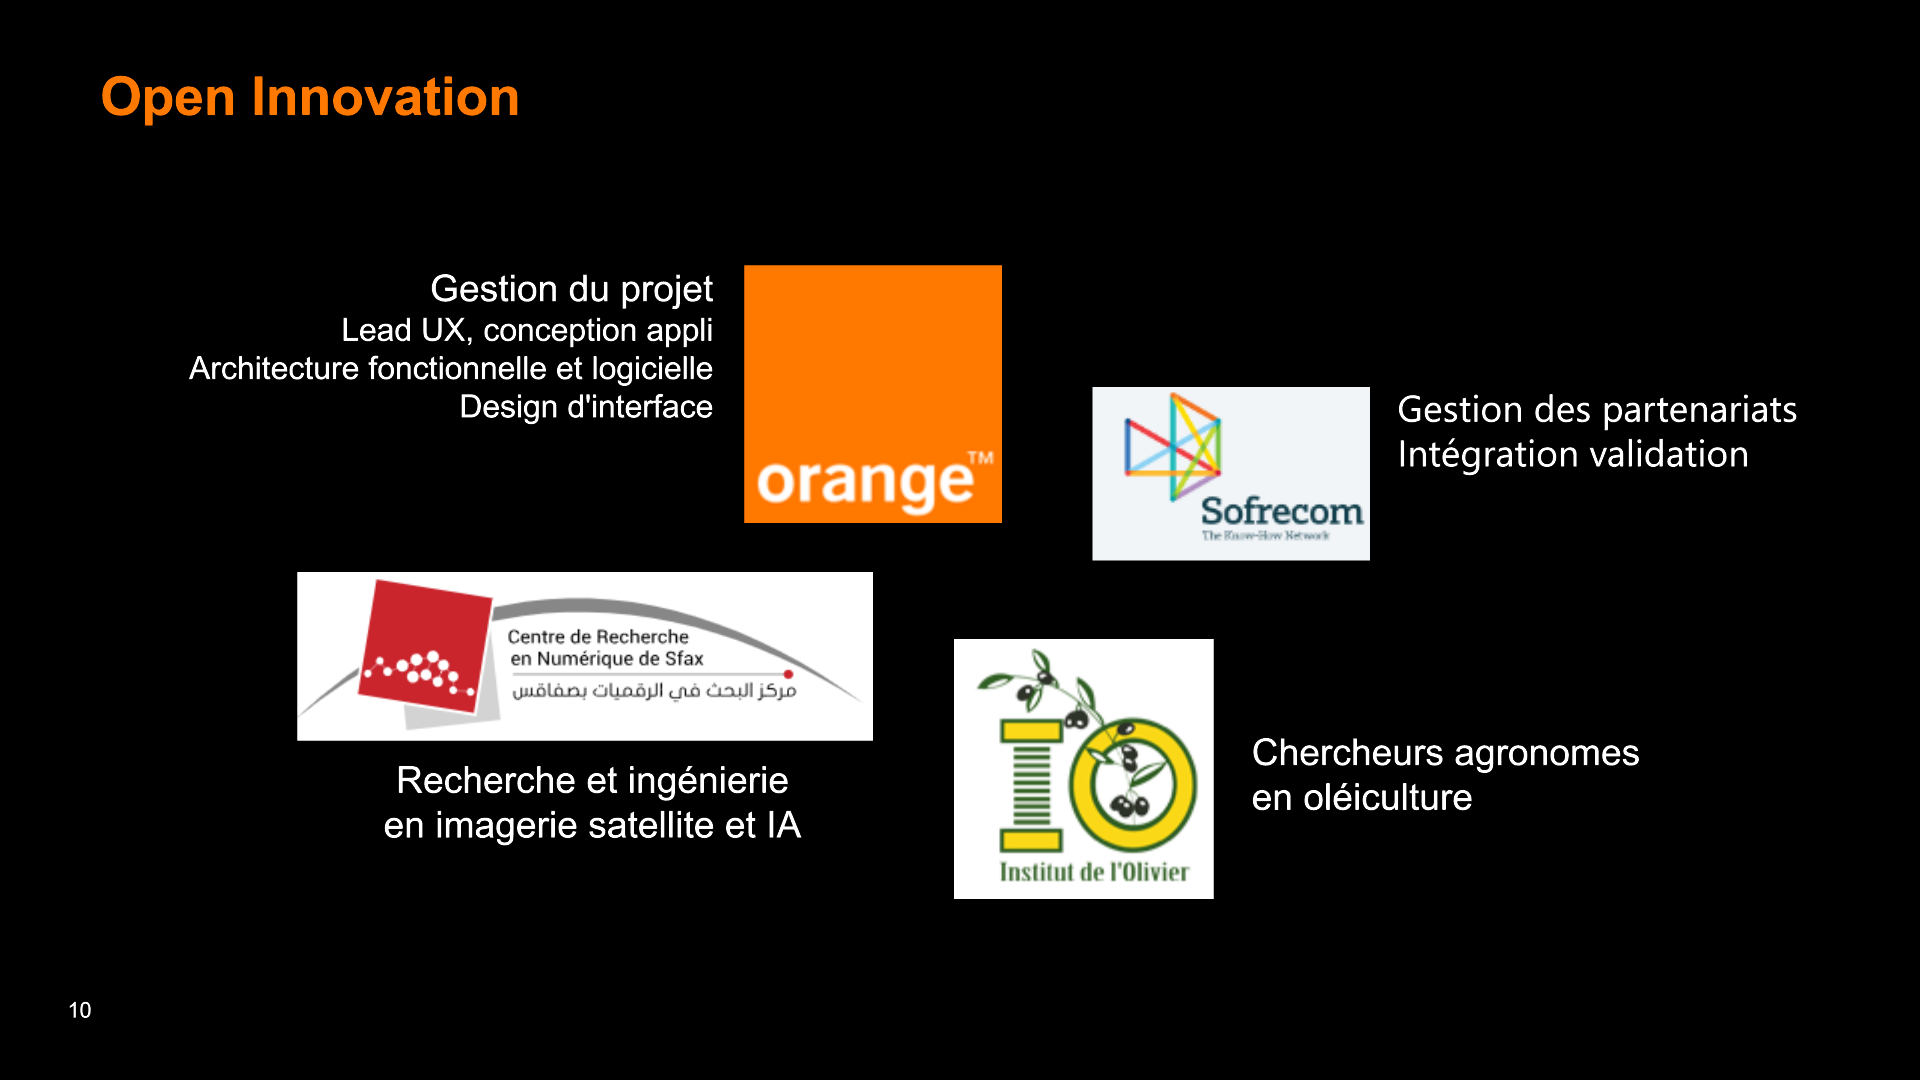 Open Innovation
Gestion du projet
Lead UX, conception appli
Architecture fonctionnelle et logicielle
Design d'interface
orange™
Sofrecom
The Know-How Network
Gestion des partenariats
Intégration validation
Centre de Recherche
en Numérique de Sfax
مركز البحث في الرقميات بصفاقس
Recherche et ingénierie
en imagerie satellite et IA
IO
Institut de l'Olivier
Chercheurs agronomes
en oléiculture
10